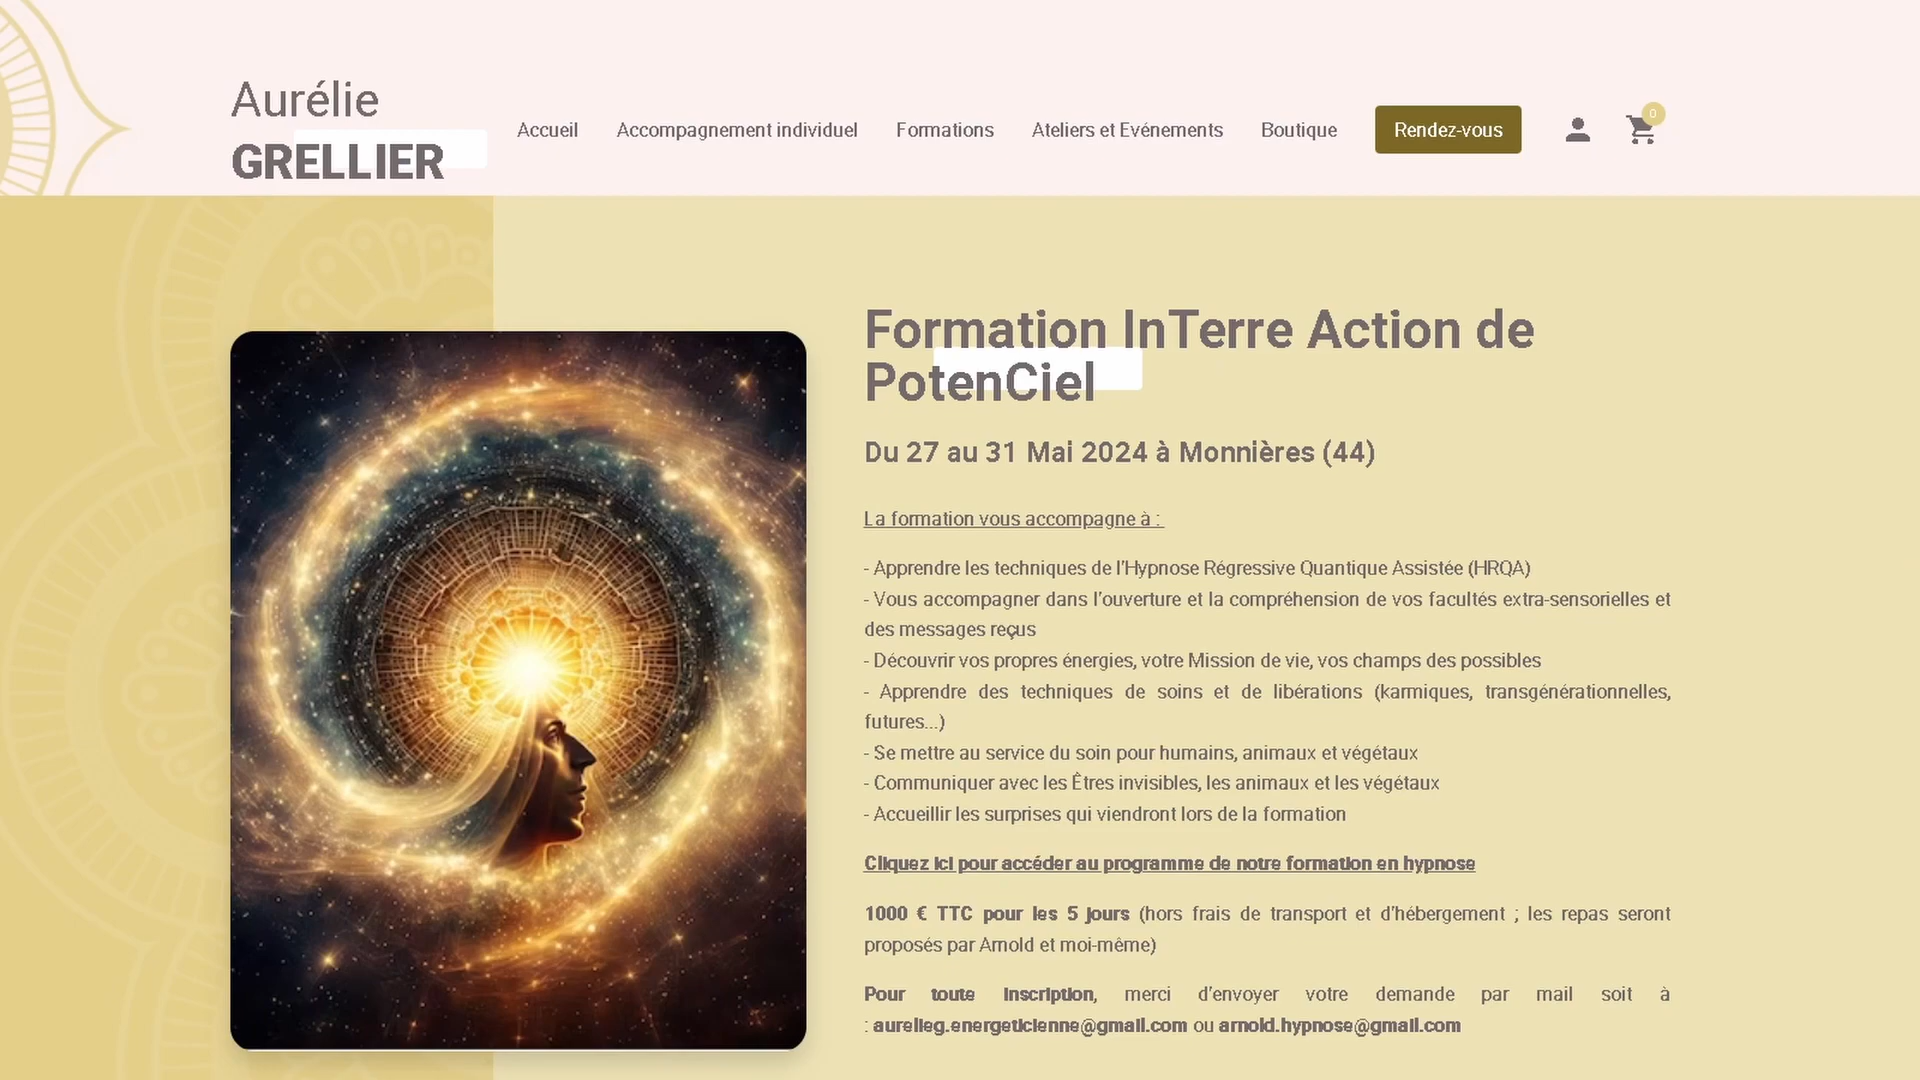 Aurélie
GRELLIER
Accueil
Accompagnement individuel
Formations
Ateliers et Evénements
Boutique
Rendez-vous
0
Formation InTerre Action de
PotenCiel
Du 27 au 31 Mai 2024 à Monnières (44)
La formation vous accompagne à :
- Apprendre les techniques de l'Hypnose Régressive Quantique Assistée (HRQA)
- Vous accompagner dans l'ouverture et la compréhension de vos facultés extra-sensorielles et
des messages reçus
- Découvrir vos propres énergies, votre Mission de vie, vos champs des possibles
- Apprendre des techniques de soins et de libérations (karmiques, transgénérationnelles,
futures...)
- Se mettre au service du soin pour humains, animaux et végétaux
- Communiquer avec les Êtres invisibles, les animaux et les végétaux
- Accueillir les surprises qui viendront lors de la formation
Cliquez ici pour accéder au programme de notre formation en hypnose
1000 € TTC pour les 5 jours (hors frais de transport et d'hébergement ; les repas seront
proposés par Arnold et moi-même)
Pour toute inscription, merci d'envoyer votre demande par mail soit à
: aurelieg.energeticienne@gmail.com ou arnold.hypnose@gmail.com